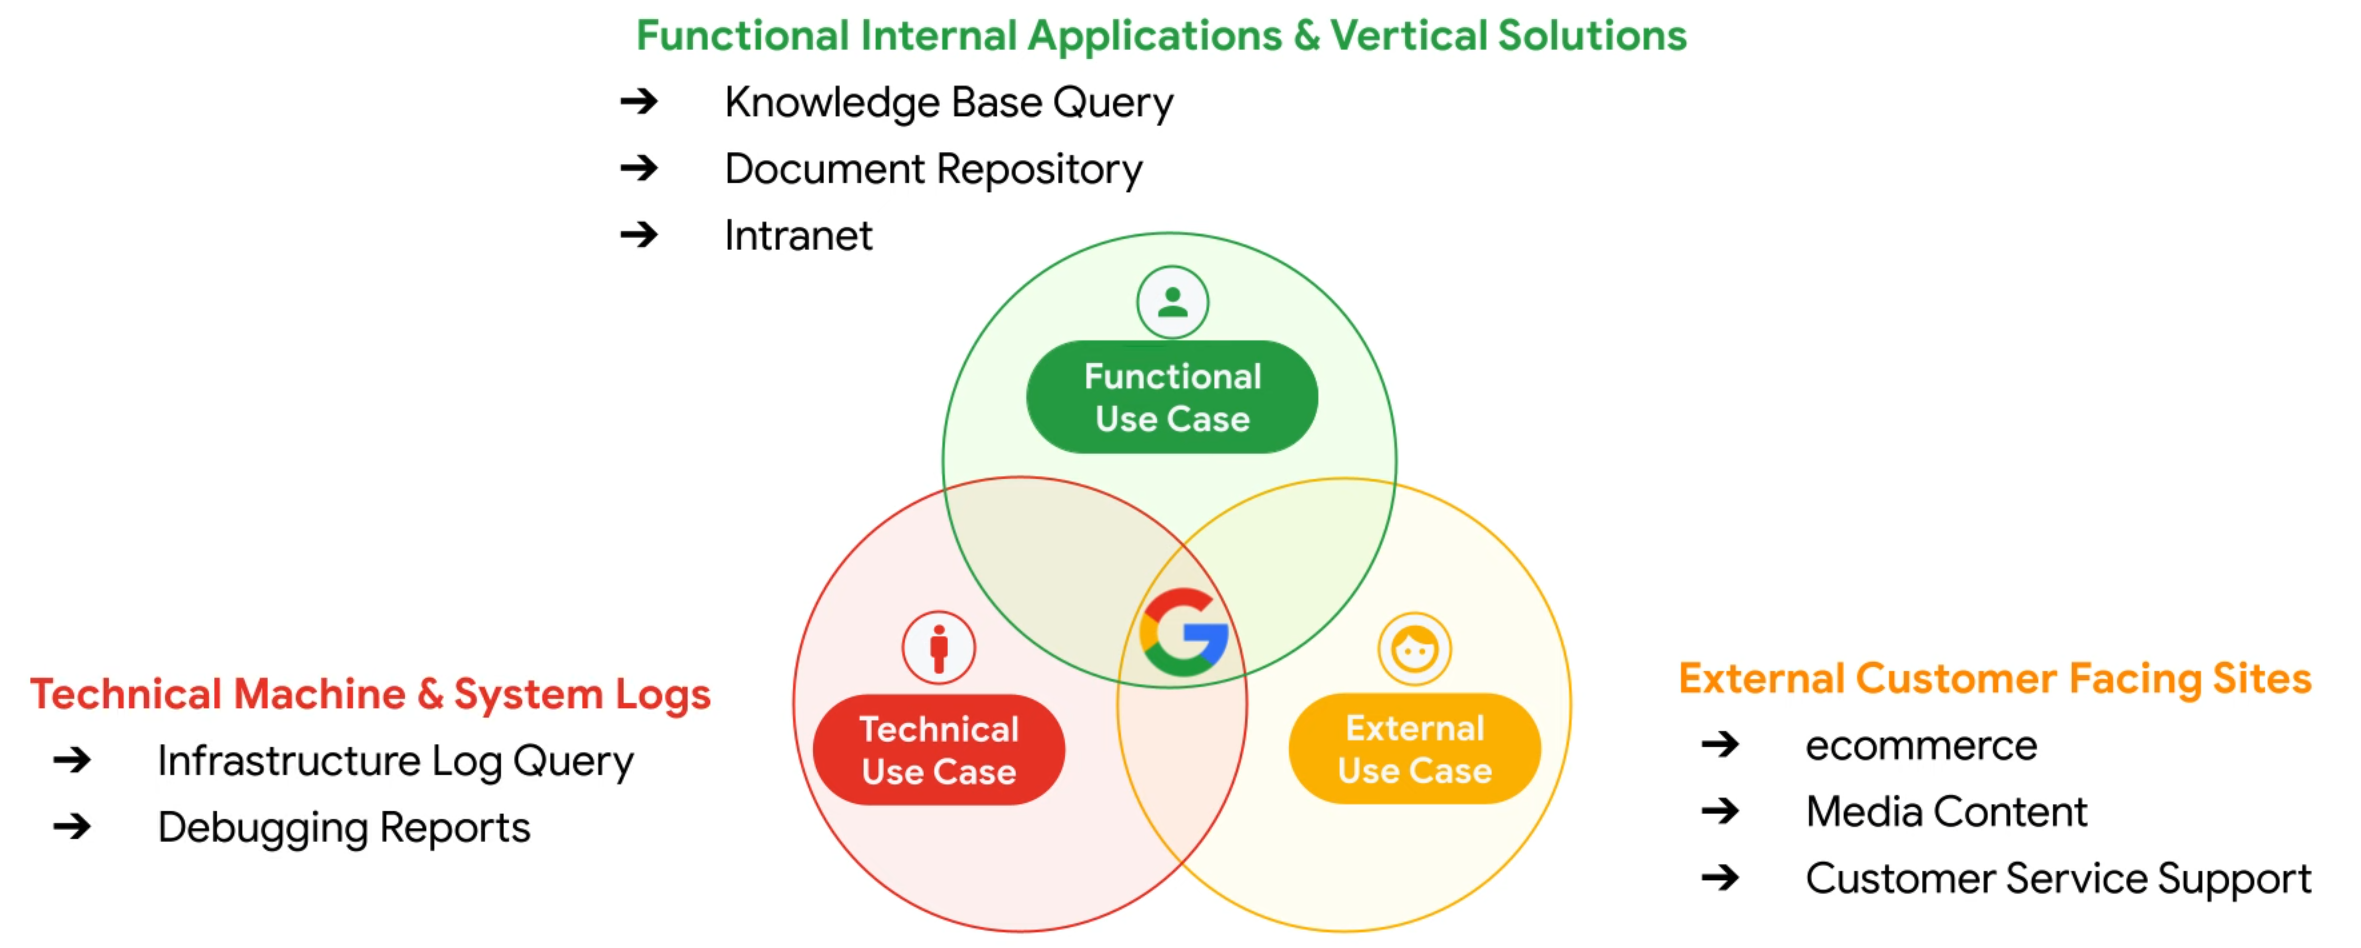 Functional Internal Applications & Vertical Solutions
➔ Knowledge Base Query
➔ Document Repository
➔ Intranet
Functional
Use Case
Technical Machine & System Logs
➔ Infrastructure Log Query
➔ Debugging Reports
Technical
Use Case
G
External
Use Case
External Customer Facing Sites
➔ ecommerce
➔ Media Content
➔ Customer Service Support